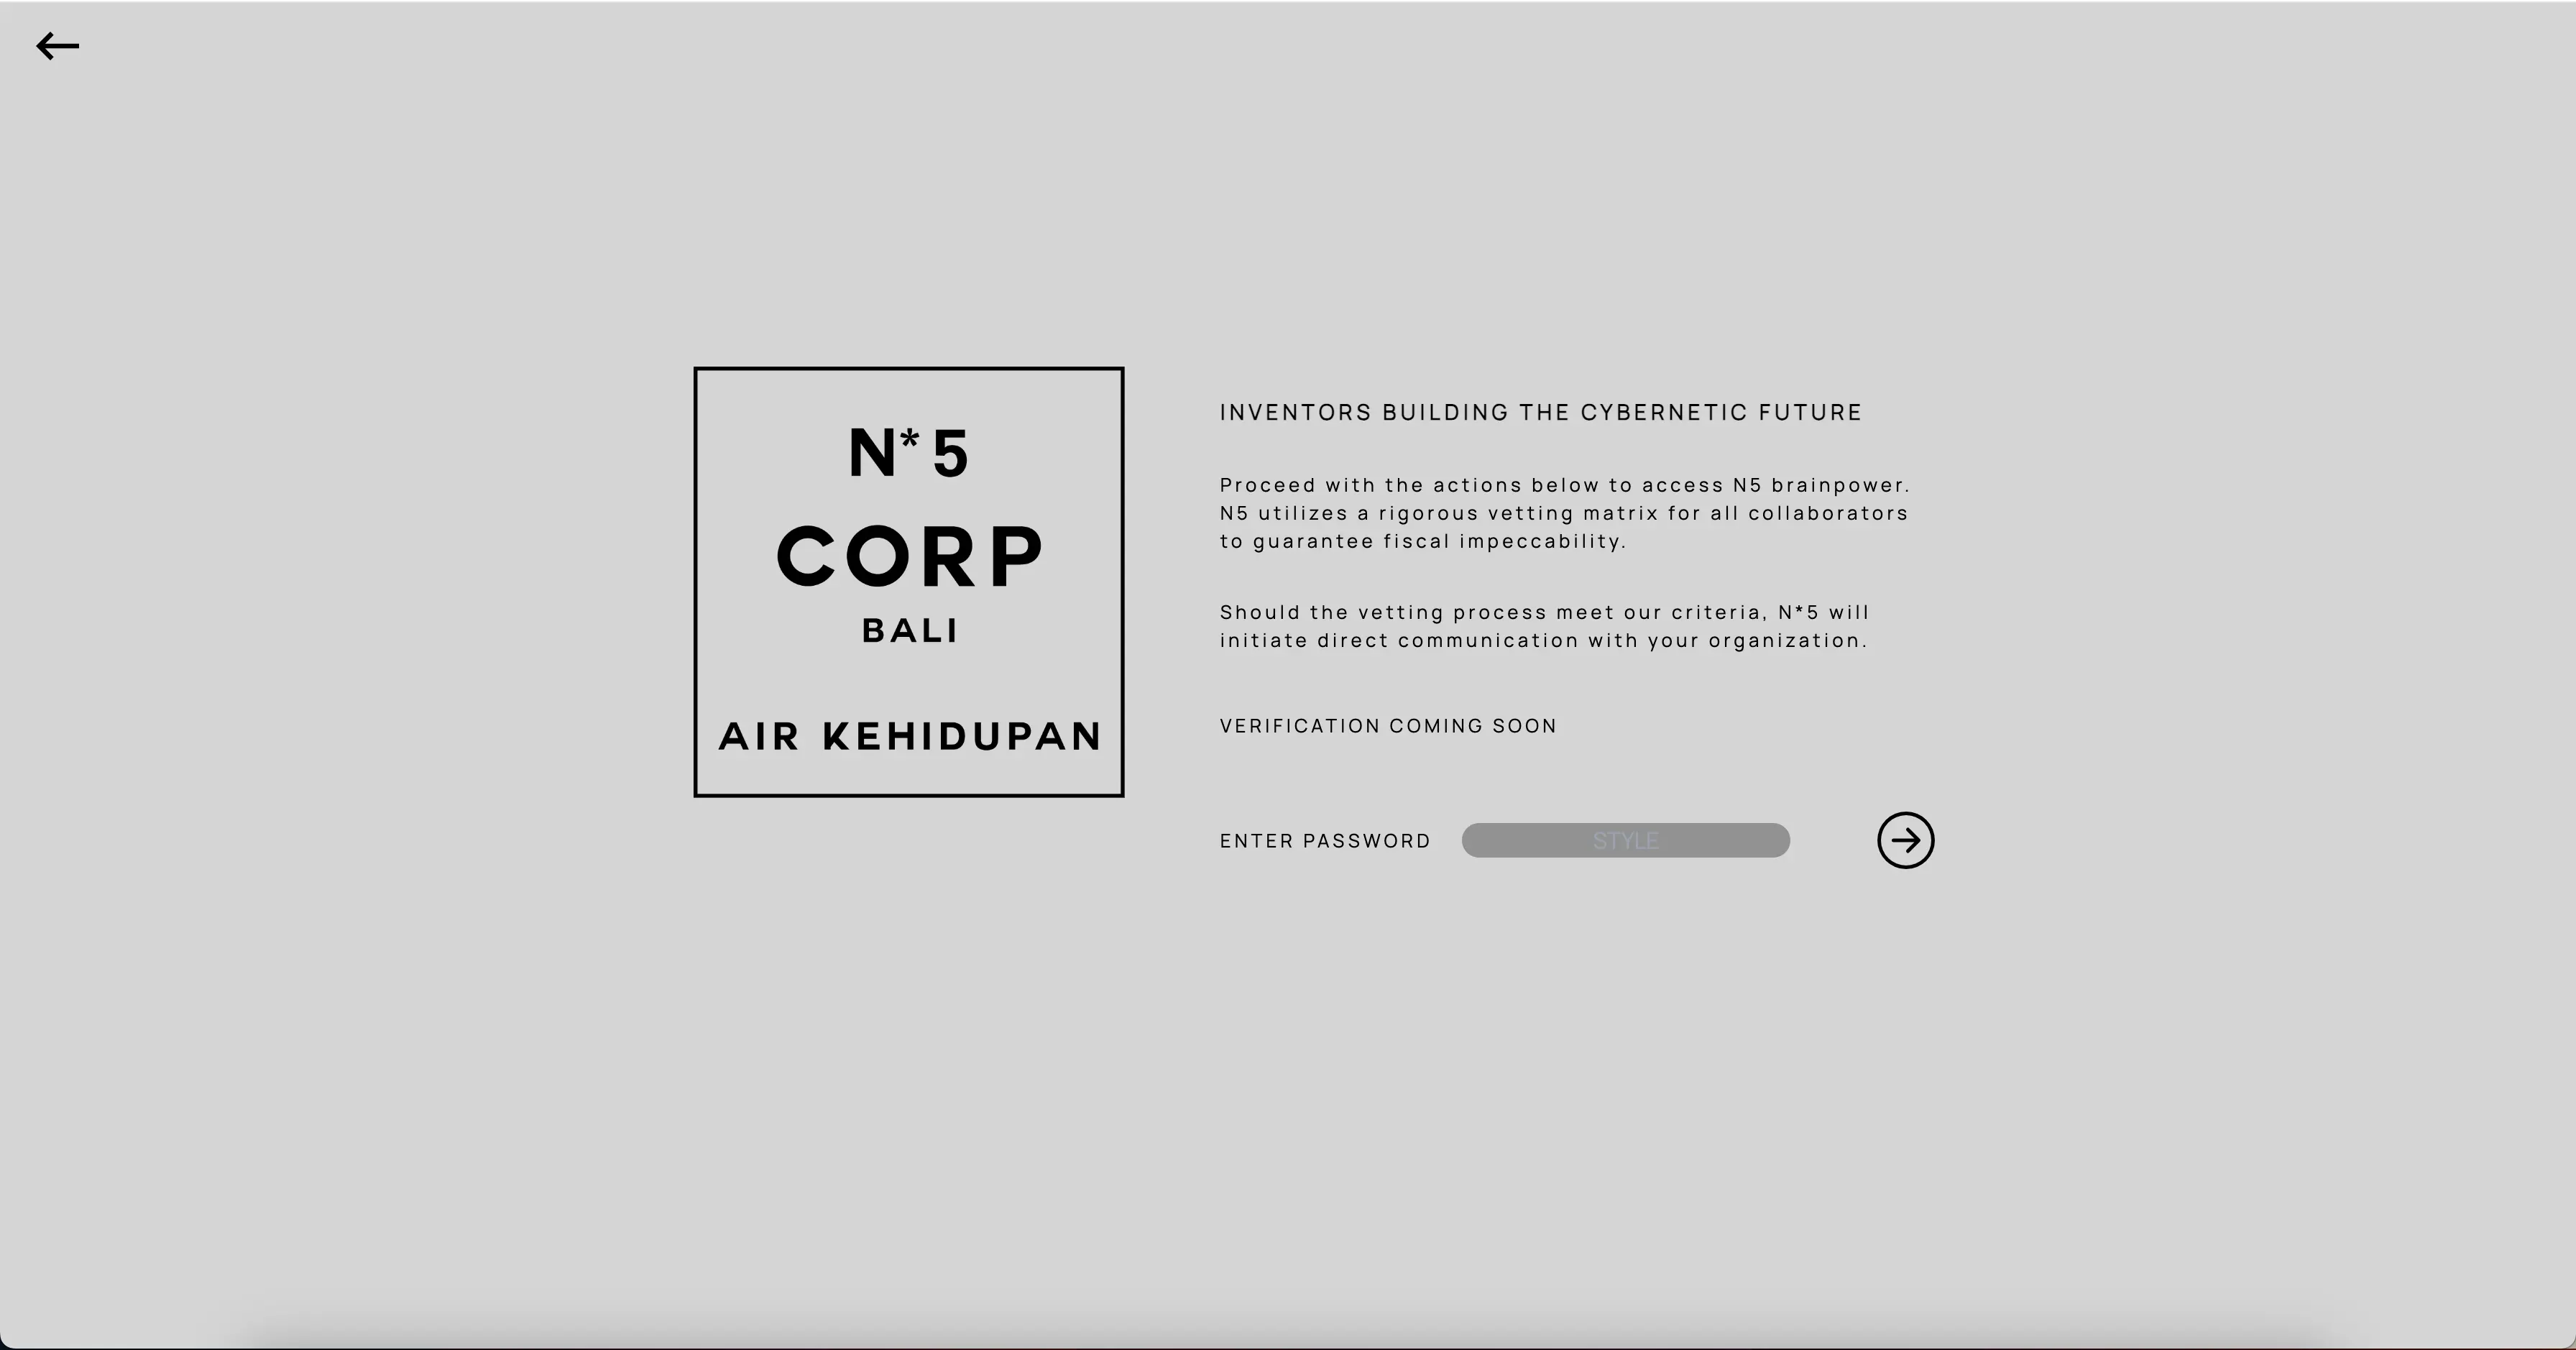 N*5
CORP
BALI
AIR KEHIDUPAN
INVENTORS BUILDING THE CYBERNETIC FUTURE
Proceed with the actions below to access N5 brainpower.
N5 utilizes a rigorous vetting matrix for all collaborators
to guarantee fiscal impeccability.
Should the vetting process meet our criteria, N*5 will
initiate direct communication with your organization.
VERIFICATION COMING SOON
ENTER PASSWORD STYLE